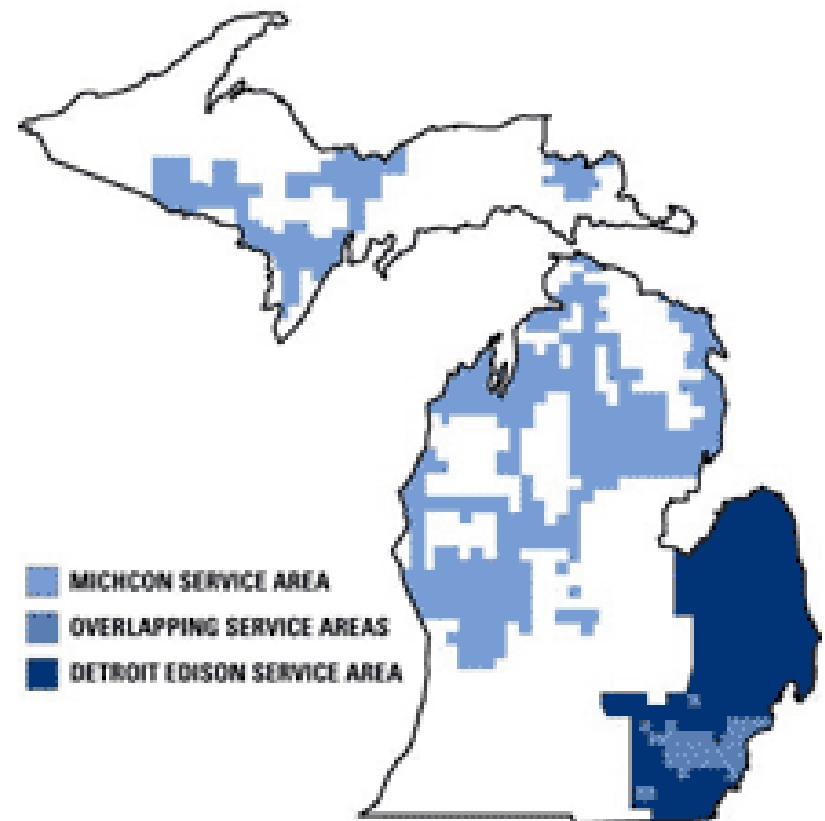 MICHCON SERVICE AREA
OVERLAPPING SERVICE AREAS
DETROIT EDISON SERVICE AREA